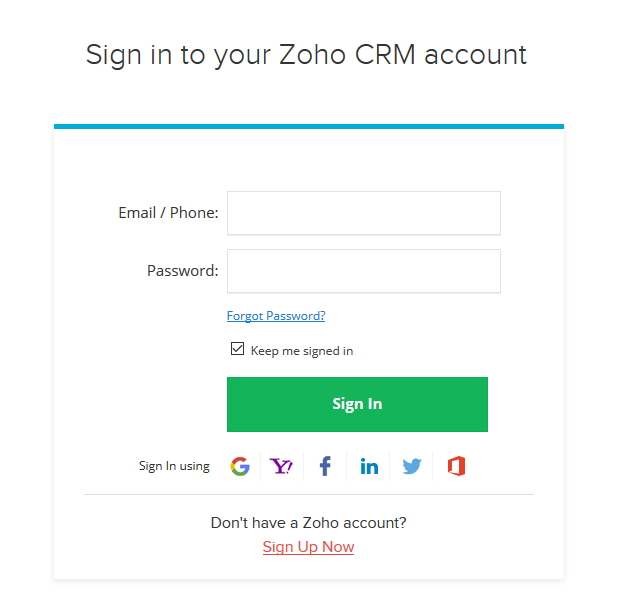 Sign in to your Zoho CRM account
Email / Phone:
Password:
Forgot Password?
Keep me signed in
Sign In
Sign In using G Y! f in
Don't have a Zoho account?
Sign Up Now